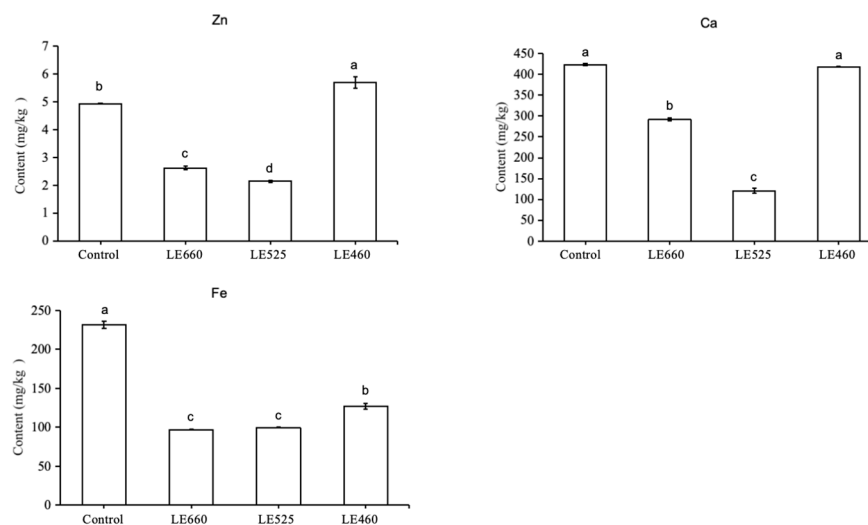 Zn
Content (mg/kg )
7
6
5
4
3
2
1
0
b
c
d
a
Control LE660 LE525 LE460
Ca
Content (mg/kg)
450
400
350
300
250
200
150
100
50
0
a
b
c
a
Control LE660 LE525 LE460
Fe
Content (mg/kg )
250
200
150
100
50
0
a
c
c
b
Control LE660 LE525 LE460